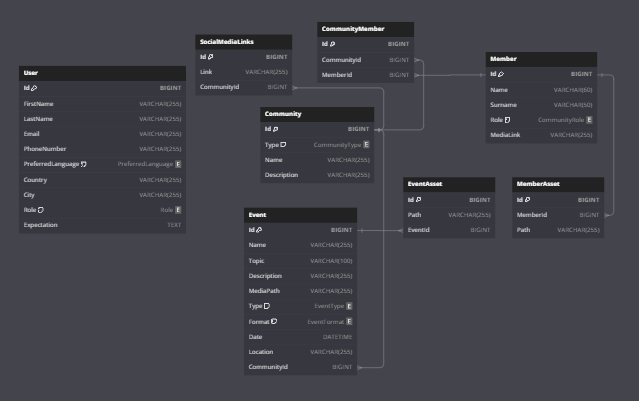 User
Id BIGINT
FirstName VARCHAR(255)
LastName VARCHAR(255)
Email VARCHAR(255)
PhoneNumber VARCHAR(255)
PreferredLanguage PreferredLanguage E
Country VARCHAR(255)
City VARCHAR(255)
Role Role E
Expectation TEXT
SocialMediaLinks
Id BIGINT
Link VARCHAR(255)
CommunityId BIGINT
CommunityMember
Id BIGINT
CommunityId BIGINT
MemberId BIGINT
Member
Id BIGINT
Name VARCHAR(60)
Surname VARCHAR(50)
Role CommunityRole E
MediaLink VARCHAR(255)
Community
Id BIGINT
Type CommunityType E
Name VARCHAR(255)
Description VARCHAR(255)
EventAsset
Id BIGINT
Path VARCHAR(255)
EventId BIGINT
MemberAsset
Id BIGINT
MemberId BIGINT
Path VARCHAR(255)
Event
Id BIGINT
Name VARCHAR(255)
Topic VARCHAR(100)
Description VARCHAR(255)
MediaPath VARCHAR(255)
Type EventType E
Format EventFormat E
Date DATETIME
Location VARCHAR(255)
CommunityId BIGINT